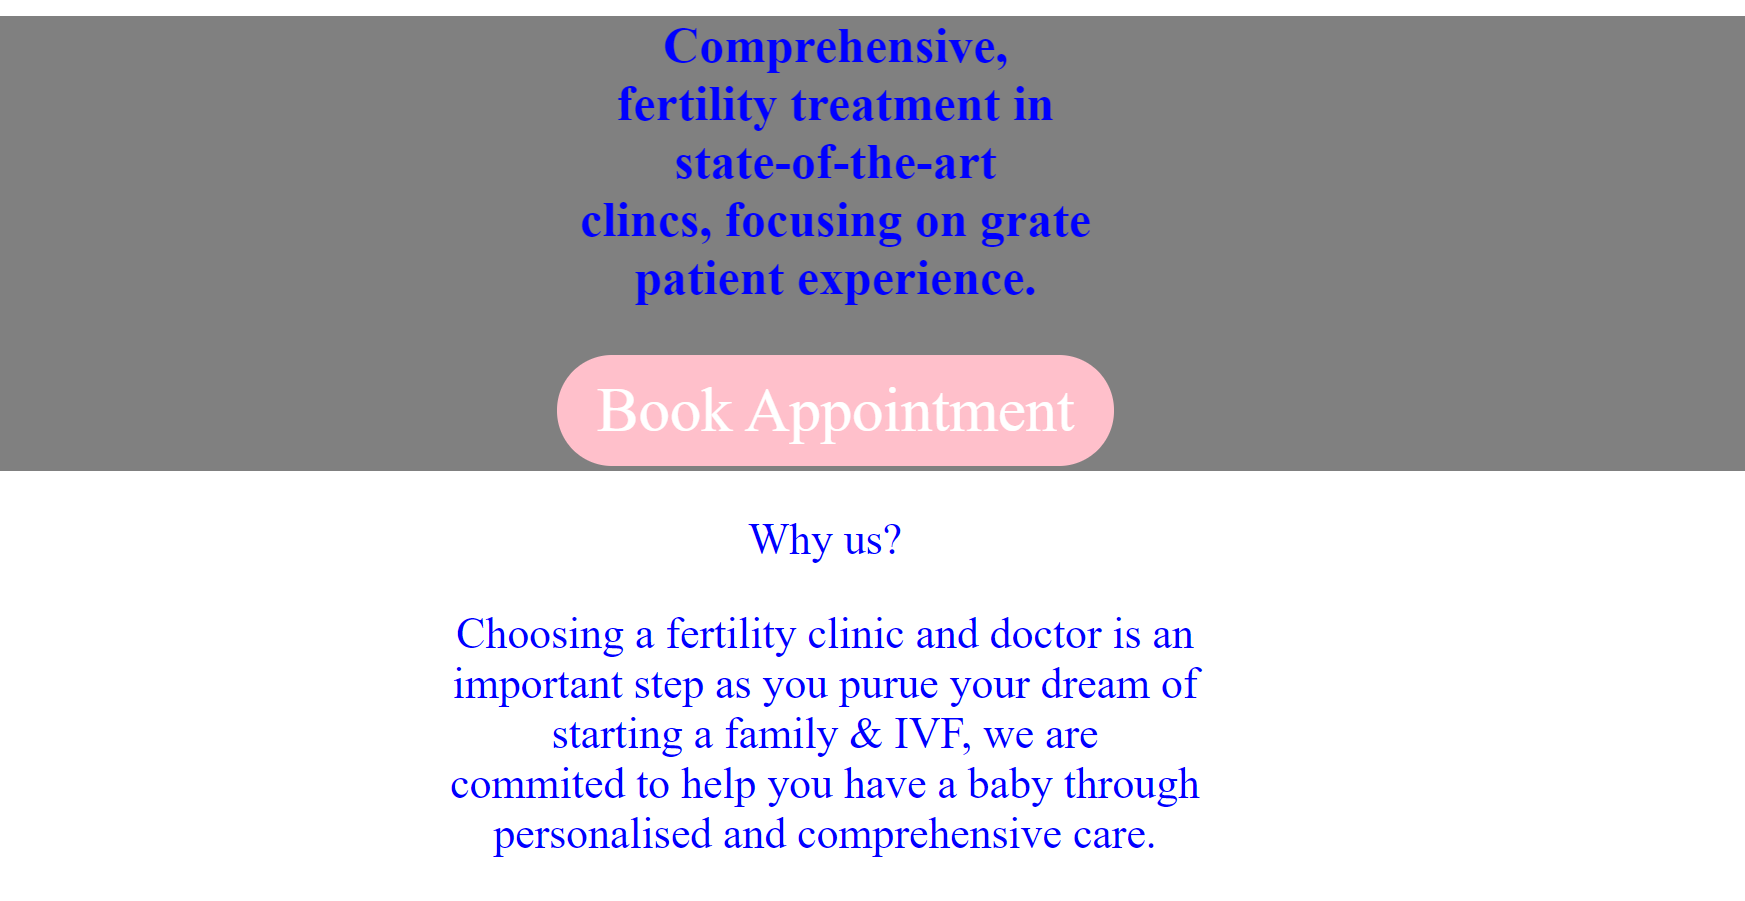 Comprehensive,
fertility treatment in
state-of-the-art
clincs, focusing on grate
patient experience.
Book Appointment
Why us?
Choosing a fertility clinic and doctor is an
important step as you purue your dream of
starting a family & IVF, we are
commited to help you have a baby through
personalised and comprehensive care.